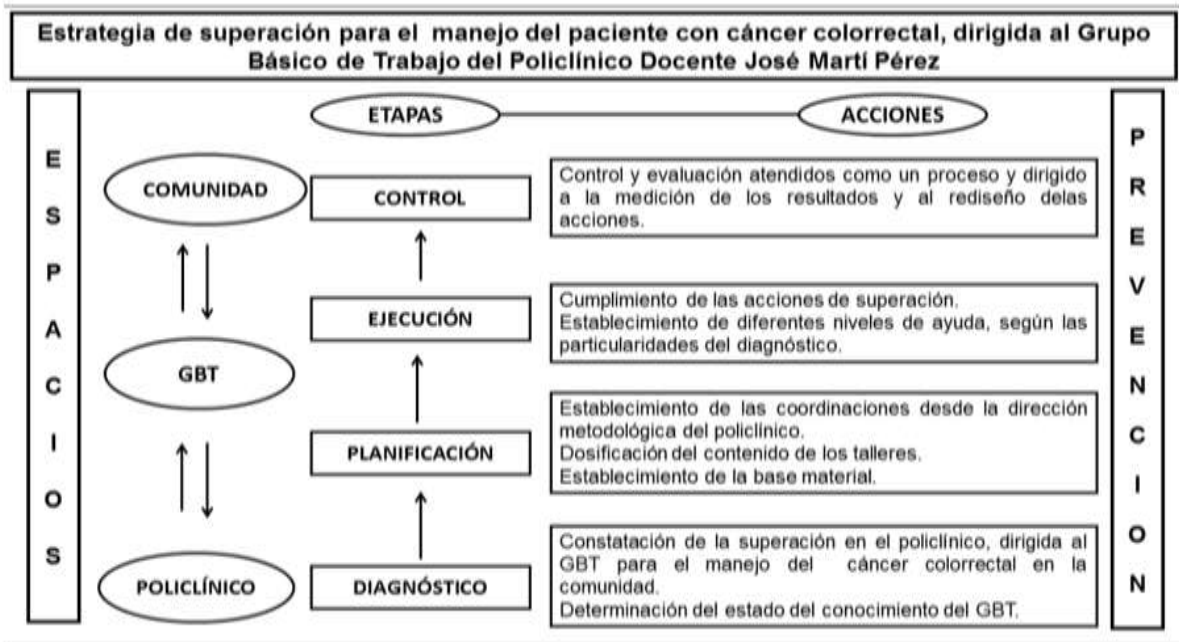 Estrategia de superación para el manejo del paciente con cáncer colorrectal, dirigida al Grupo
Básico de Trabajo del Policlínico Docente José Martí Pérez
ESPACIOS
ETAPAS
ACCIONES
COMUNIDAD
CONTROL
Control y evaluación atendidos como un proceso y dirigido
a la medición de los resultados y al rediseño delas
acciones.
GBT
EJECUCIÓN
Cumplimiento de las acciones de superación.
Establecimiento de diferentes niveles de ayuda, según las
particularidades del diagnóstico.
PLANIFICACIÓN
Establecimiento de las coordinaciones desde la dirección
metodológica del policlínico.
Dosificación del contenido de los talleres.
Establecimiento de la base material.
POLICLÍNICO
DIAGNÓSTICO
Constatación de la superación en el policlínico, dirigida al
GBT para el manejo del cáncer colorrectal en la
comunidad.
Determinación del estado del conocimiento del GBT.
PREVENCION